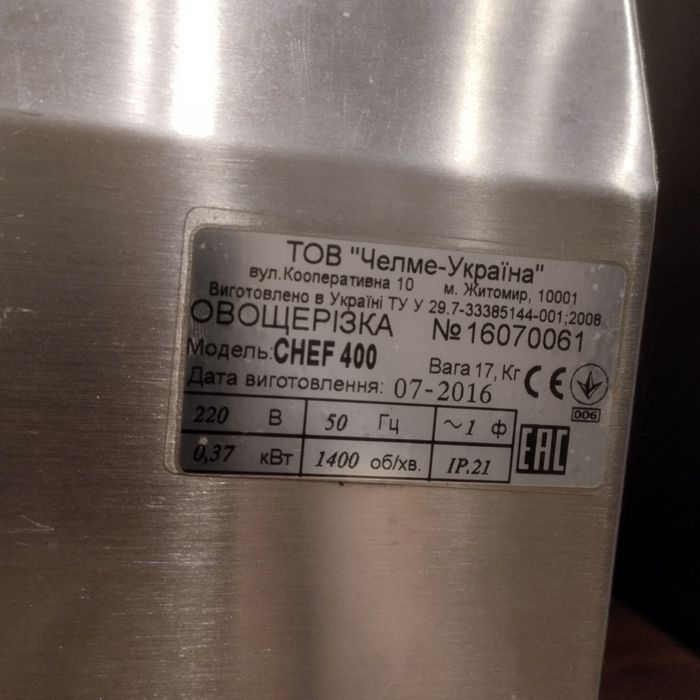 ТОВ "Челме-Україна"
вул.Кооперативна 10 м. Житомир, 10001
Виготовлено в Україні ТУ У 29.7-33385144-001;2008
ОВОЩЕРІЗКА №16070061
Модель:CHEF 400 Вага 17, Кг
Дата виготовлення: 07-2016 CE
006
220 В 50 Гц ~1 ф
0,37 кВт 1400 об/хв. IP.21
EAC